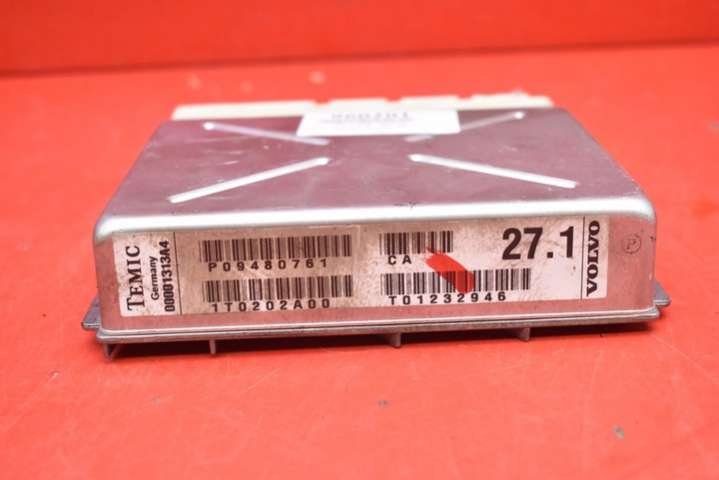 TEMIC
Germany
00001313A4
P09480761
1T0202A00
CA
T01232946
27.1
VOLVO
P